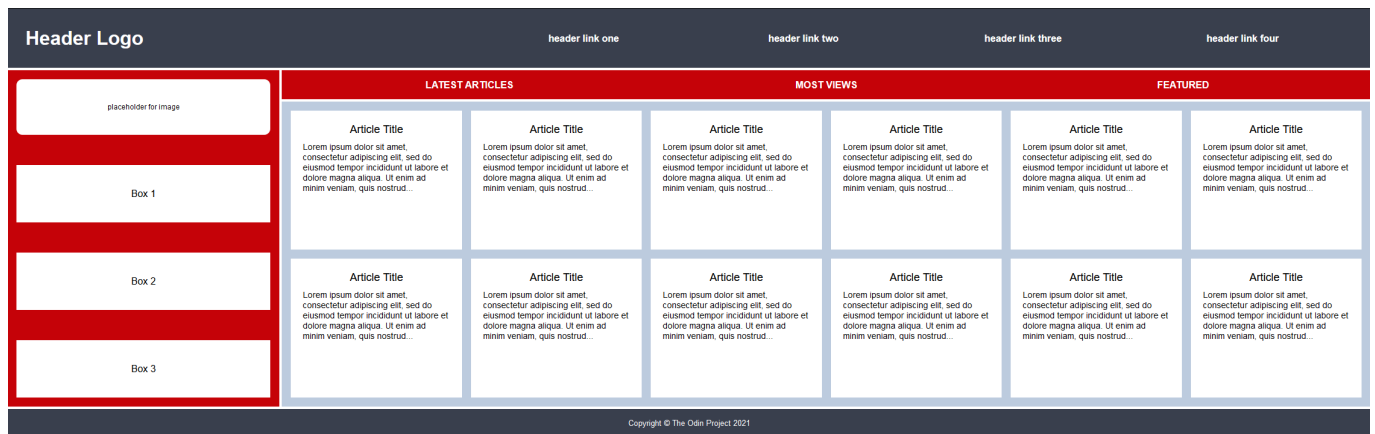 Header Logo
header link one
header link two
header link three
header link four
placeholder for image
Box 1
Box 2
Box 3
LATEST ARTICLES
MOST VIEWS
FEATURED
Article Title
Lorem ipsum dolor sit amet,
consectetur adipiscing elit, sed do
eiusmod tempor incididunt ut labore et
dolore magna aliqua. Ut enim ad
minim veniam, quis nostrud...
Article Title
Lorem ipsum dolor sit amet,
consectetur adipiscing elit, sed do
eiusmod tempor incididunt ut labore et
dolore magna aliqua. Ut enim ad
minim veniam, quis nostrud...
Article Title
Lorem ipsum dolor sit amet,
consectetur adipiscing elit, sed do
eiusmod tempor incididunt ut labore et
dolore magna aliqua. Ut enim ad
minim veniam, quis nostrud...
Article Title
Lorem ipsum dolor sit amet,
consectetur adipiscing elit, sed do
eiusmod tempor incididunt ut labore et
dolore magna aliqua. Ut enim ad
minim veniam, quis nostrud...
Article Title
Lorem ipsum dolor sit amet,
consectetur adipiscing elit, sed do
eiusmod tempor incididunt ut labore et
dolore magna aliqua. Ut enim ad
minim veniam, quis nostrud...
Article Title
Lorem ipsum dolor sit amet,
consectetur adipiscing elit, sed do
eiusmod tempor incididunt ut labore et
dolore magna aliqua. Ut enim ad
minim veniam, quis nostrud...
Article Title
Lorem ipsum dolor sit amet,
consectetur adipiscing elit, sed do
eiusmod tempor incididunt ut labore et
dolore magna aliqua. Ut enim ad
minim veniam, quis nostrud...
Article Title
Lorem ipsum dolor sit amet,
consectetur adipiscing elit, sed do
eiusmod tempor incididunt ut labore et
dolore magna aliqua. Ut enim ad
minim veniam, quis nostrud...
Article Title
Lorem ipsum dolor sit amet,
consectetur adipiscing elit, sed do
eiusmod tempor incididunt ut labore et
dolore magna aliqua. Ut enim ad
minim veniam, quis nostrud...
Article Title
Lorem ipsum dolor sit amet,
consectetur adipiscing elit, sed do
eiusmod tempor incididunt ut labore et
dolore magna aliqua. Ut enim ad
minim veniam, quis nostrud...
Article Title
Lorem ipsum dolor sit amet,
consectetur adipiscing elit, sed do
eiusmod tempor incididunt ut labore et
dolore magna aliqua. Ut enim ad
minim veniam, quis nostrud...
Article Title
Lorem ipsum dolor sit amet,
consectetur adipiscing elit, sed do
eiusmod tempor incididunt ut labore et
dolore magna aliqua. Ut enim ad
minim veniam, quis nostrud...
Copyright © The Odin Project 2021